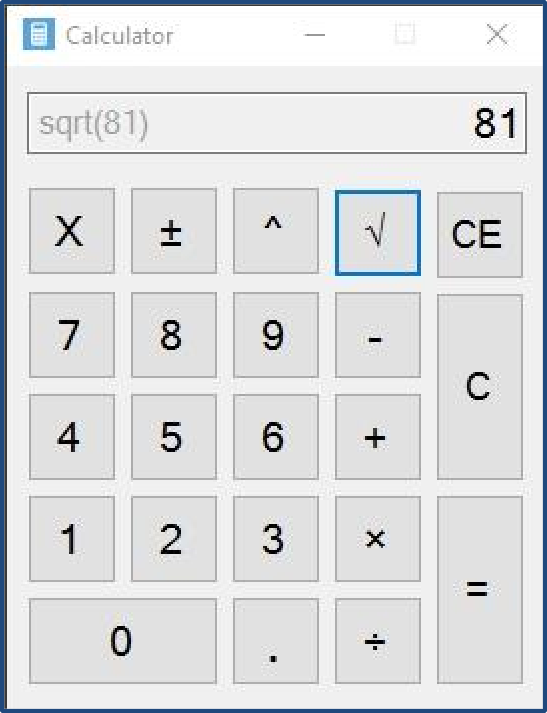 Calculator
sqrt(81) 81
X ± ^ √ CE
7 8 9 -
C
4 5 6 +
1 2 3 ×
=
0 . ÷